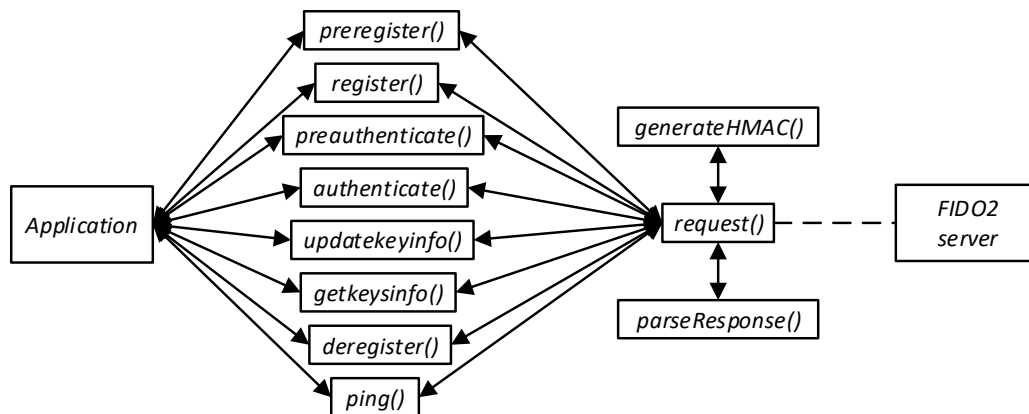 preregister()
register()
preauthenticate()
authenticate()
updatekeyinfo()
getkeysinfo()
deregister()
ping()
Application
generateHMAC()
request()
parseResponse()
FIDO2
server